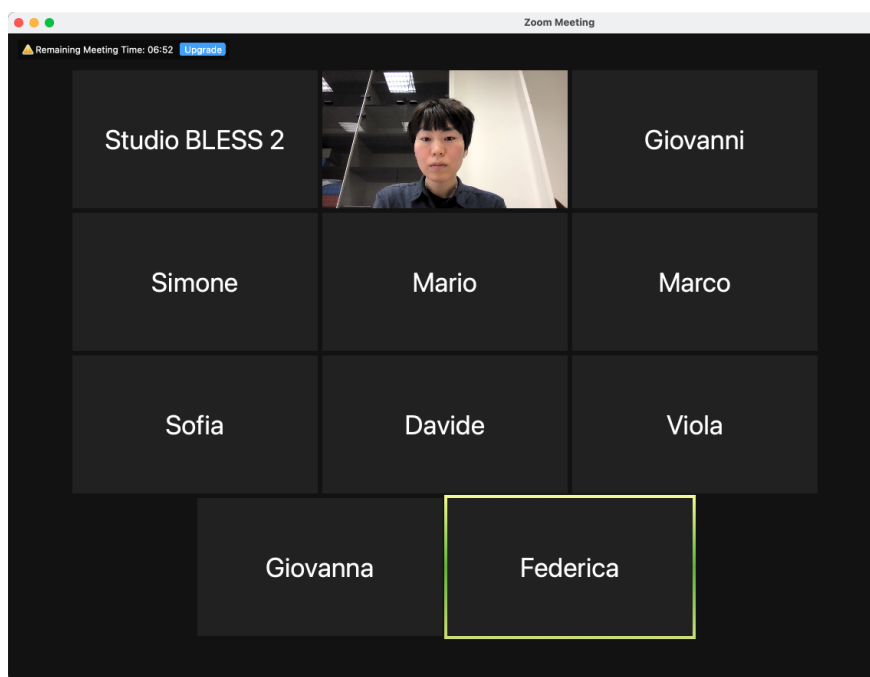 Zoom Meeting
Remaining Meeting Time: 06:52 Upgrade
Studio BLESS 2
Giovanni
Simone
Mario
Marco
Sofia
Davide
Viola
Giovanna
Federica